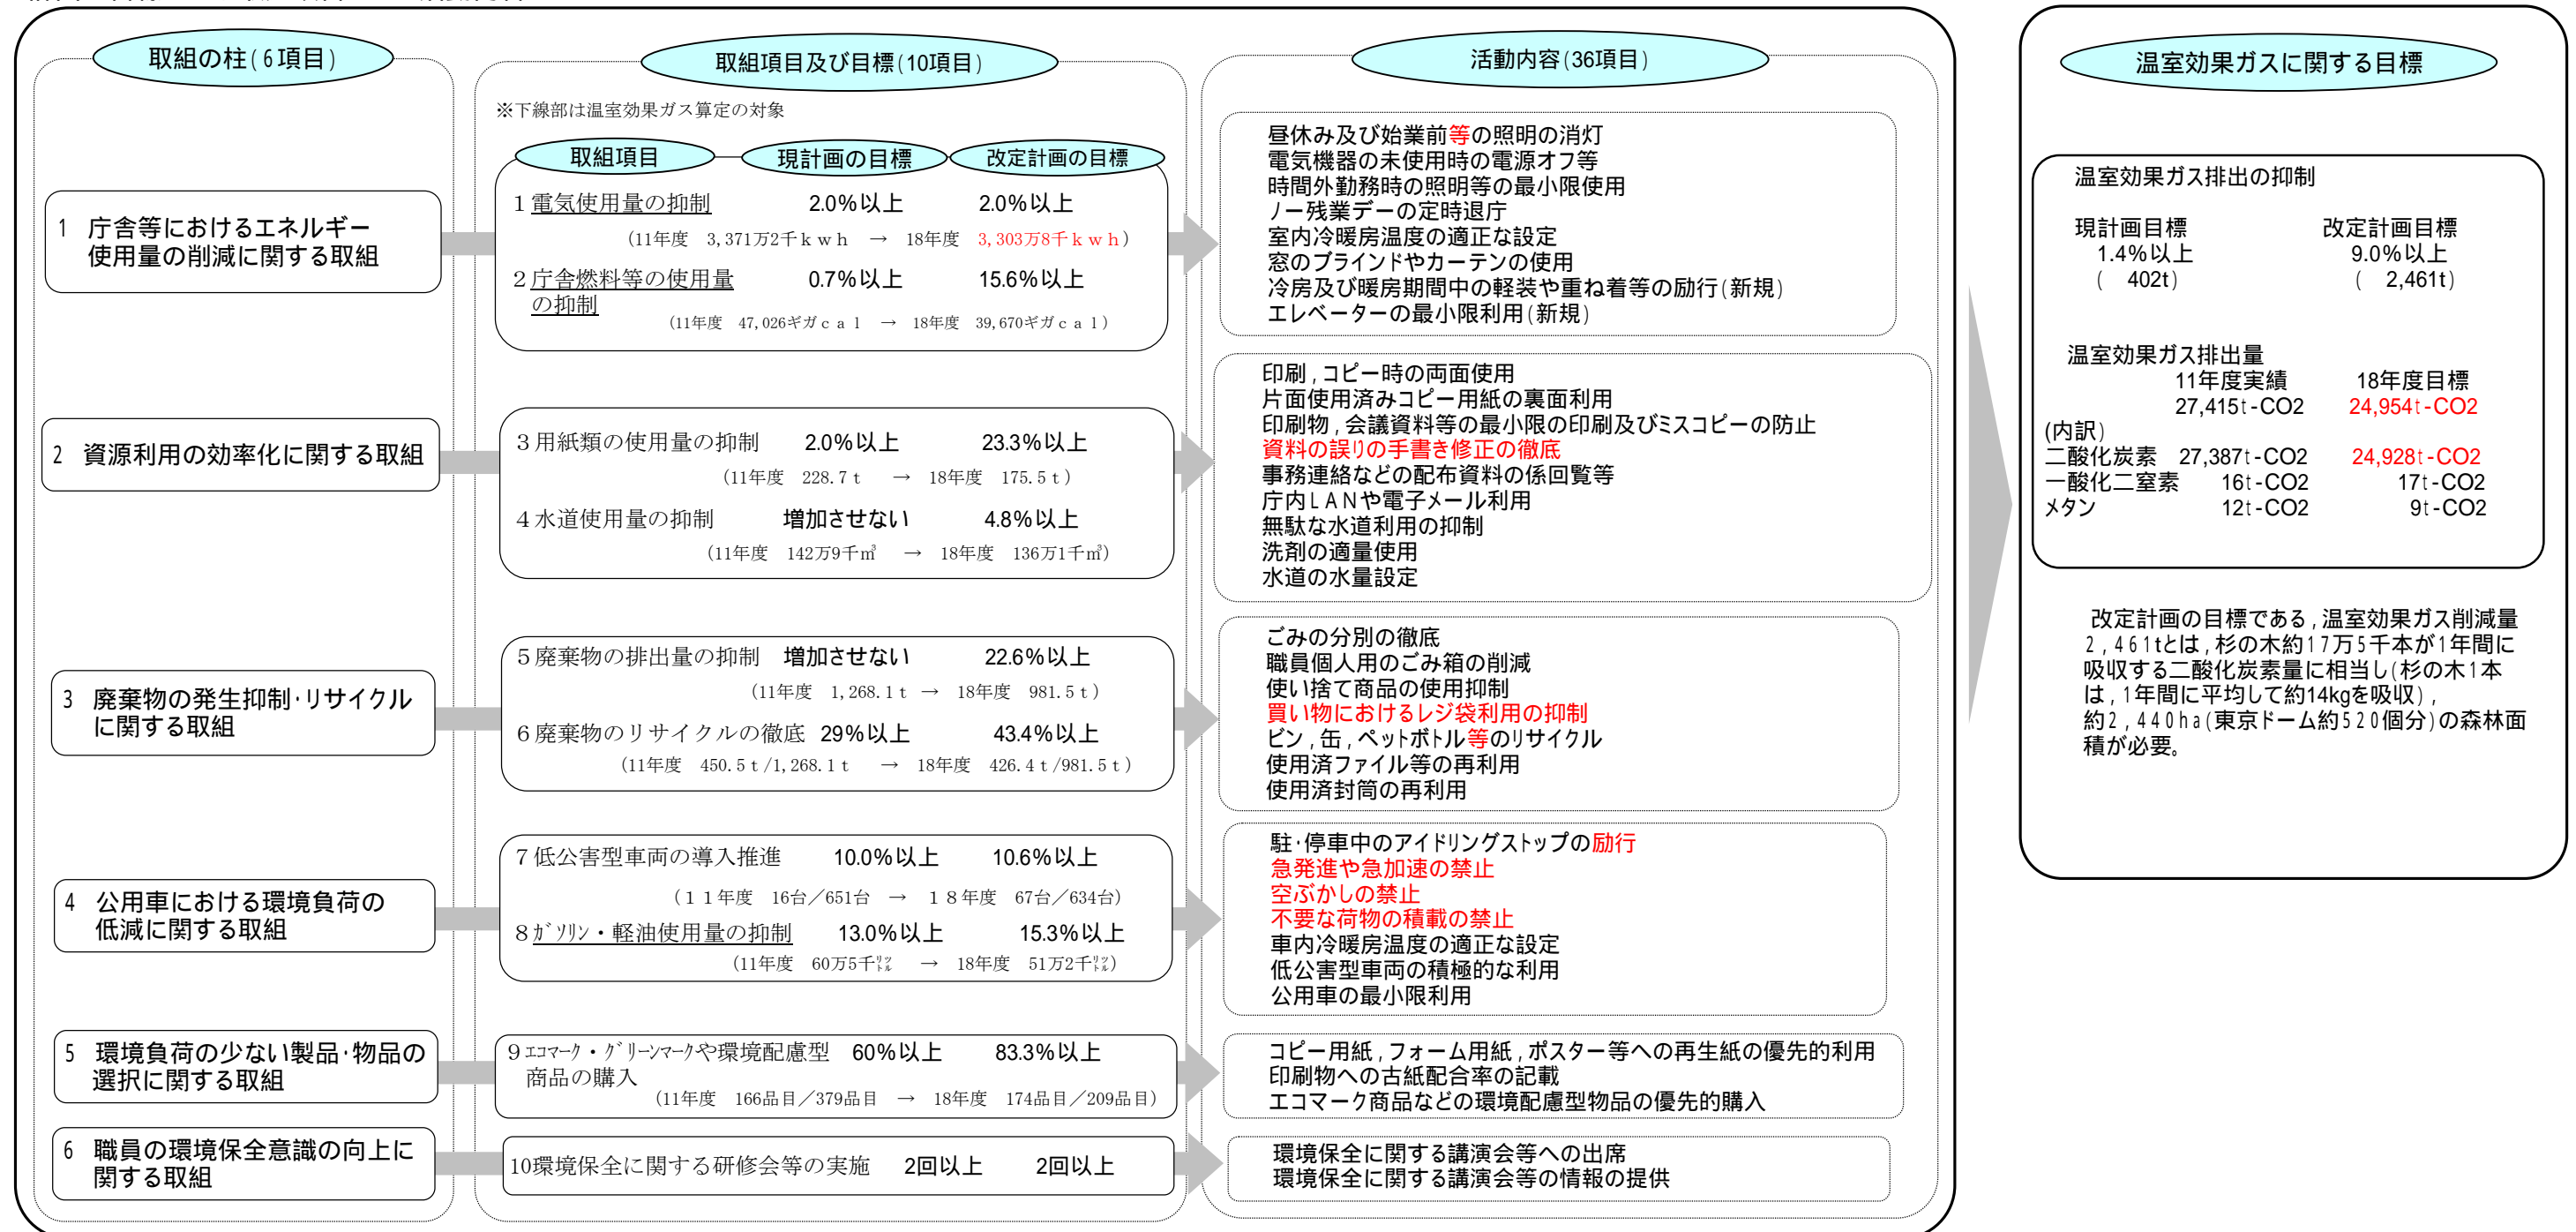 取組の柱(6項目)
取組項目及び目標(10項目)
活動内容(36項目)
温室効果ガスに関する目標
※下線部は温室効果ガス算定の対象
取組項目 現計画の目標 改定計画の目標
1 庁舎等におけるエネルギー
使用量の削減に関する取組
1 電気使用量の抑制 2.0%以上 2.0%以上
(11年度 3,371万2千kwh → 18年度 3,303万8千kwh)
2 庁舎燃料等の使用量 0.7%以上 15.6%以上
の抑制
(11年度 47,026ギガcal → 18年度 39,670ギガcal)
昼休み及び始業前等の照明の消灯
電気機器の未使用時の電源オフ等
時間外勤務時の照明等の最小限使用
ノー残業デーの定時退庁
室内冷暖房温度の適正な設定
窓のブラインドやカーテンの使用
冷房及び暖房期間中の軽装や重ね着等の励行(新規)
エレベーターの最小限利用(新規)
2 資源利用の効率化に関する取組
3 用紙類の使用量の抑制 2.0%以上 23.3%以上
(11年度 228.7t → 18年度 175.5t)
4 水道使用量の抑制 増加させない 4.8%以上
(11年度 142万9千㎥ → 18年度 136万1千㎥)
印刷,コピー時の両面使用
片面使用済みコピー用紙の裏面利用
印刷物,会議資料等の最小限の印刷及びミスコピーの防止
資料の誤りの手書き修正の徹底
事務連絡などの配布資料の係回覧等
庁内LANや電子メール利用
無駄な水道利用の抑制
洗剤の適量使用
水道の水量設定
3 廃棄物の発生抑制・リサイクル
に関する取組
5 廃棄物の排出量の抑制 増加させない 22.6%以上
(11年度 1,268.1t → 18年度 981.5t)
6 廃棄物のリサイクルの徹底 29%以上 43.4%以上
(11年度 450.5t/1,268.1t → 18年度 426.4t/981.5t)
ごみの分別の徹底
職員個人用のごみ箱の削減
使い捨て商品の使用抑制
買い物におけるレジ袋利用の抑制
ビン,缶,ペットボトル等のリサイクル
使用済ファイル等の再利用
使用済封筒の再利用
4 公用車における環境負荷の
低減に関する取組
7 低公害型車両の導入推進 10.0%以上 10.6%以上
(11年度 16台/651台 → 18年度 67台/634台)
8 ガソリン・軽油使用量の抑制 13.0%以上 15.3%以上
(11年度 60万5千㍑ → 18年度 51万2千㍑)
駐・停車中のアイドリングストップの励行
急発進や急加速の禁止
空ぶかしの禁止
不要な荷物の積載の禁止
車内冷暖房温度の適正な設定
低公害型車両の積極的な利用
公用車の最小限利用
5 環境負荷の少ない製品・物品の
選択に関する取組
9 エコマーク・グリーンマークや環境配慮型 60%以上 83.3%以上
商品の購入
(11年度 166品目/379品目 → 18年度 174品目/209品目)
コピー用紙,フォーム用紙,ポスター等への再生紙の優先的利用
印刷物への古紙配合率の記載
エコマーク商品などの環境配慮型物品の優先的購入
6 職員の環境保全意識の向上に
関する取組
10環境保全に関する研修会等の実施 2回以上 2回以上
環境保全に関する講演会等への出席
環境保全に関する講演会等の情報の提供
温室効果ガス排出の抑制
現計画目標 改定計画目標
1.4%以上 9.0%以上
( 402t) ( 2,461t)
温室効果ガス排出量
11年度実績 18年度目標
27,415t-CO2 24,954t-CO2
(内訳)
二酸化炭素 27,387t-CO2 24,928t-CO2
一酸化二窒素 16t-CO2 17t-CO2
メタン 12t-CO2 9t-CO2
改定計画の目標である,温室効果ガス削減量
2,461tとは,杉の木約17万5千本が1年間に
吸収する二酸化炭素量に相当し(杉の木1本
は,1年間に平均して約14kgを吸収),
約2,440ha(東京ドーム約520個分)の森林面
積が必要。